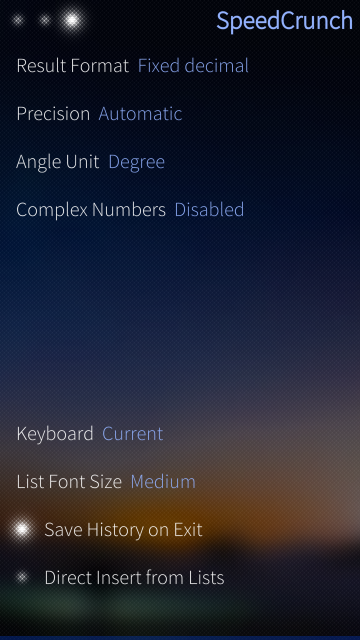 SpeedCrunch
Result Format Fixed decimal
Precision Automatic
Angle Unit Degree
Complex Numbers Disabled
Keyboard Current
List Font Size Medium
Save History on Exit
Direct Insert from Lists